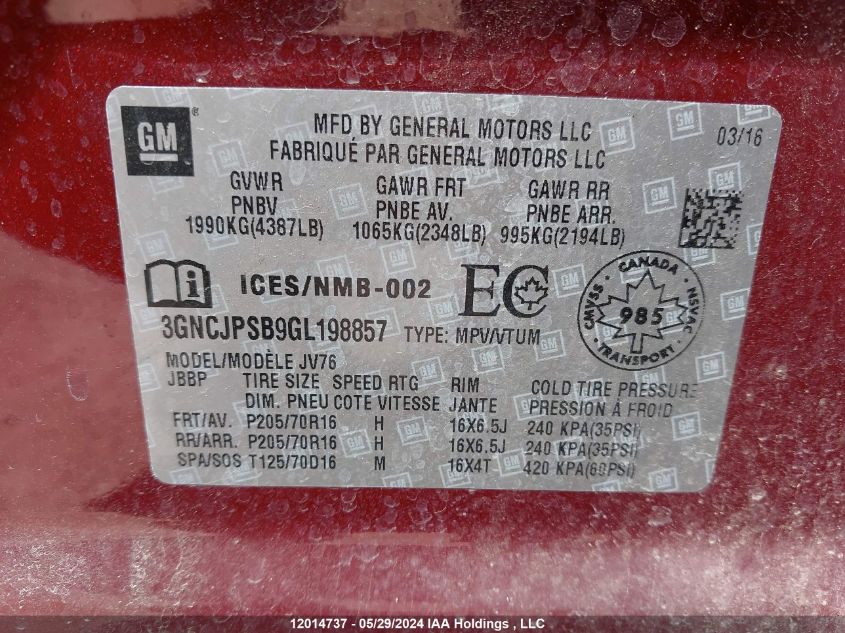 GM ®
MFD BY GENERAL MOTORS LLC
FABRIQUÉ PAR GENERAL MOTORS LLC
03/16
GVWR GAWR FRT GAWR RR
PNBV PNBE AV. PNBE ARR.
1990KG(4387LB) 1065KG(2348LB) 995KG(2194LB)
ICES/NMB-002 EC
CANADA
CMVSS 985 NSVAC
TRANSPORT
3GNCJPSB9GL198857 TYPE: MPV/VTUM
MODEL/MODÈLE JV76
JBBP TIRE SIZE SPEED RTG RIM COLD TIRE PRESSURE
DIM. PNEU COTE VITESSE JANTE PRESSION À FROID
FRT/AV. P205/70R16 H 16X6.5J 240 KPA(35PSI)
RR/ARR. P205/70R16 H 16X6.5J 240 KPA(35PSI)
SPA/SOS T125/70D16 M 16X4T 420 KPA(60PSI)
12014737 - 05/29/2024 IAA Holdings , LLC